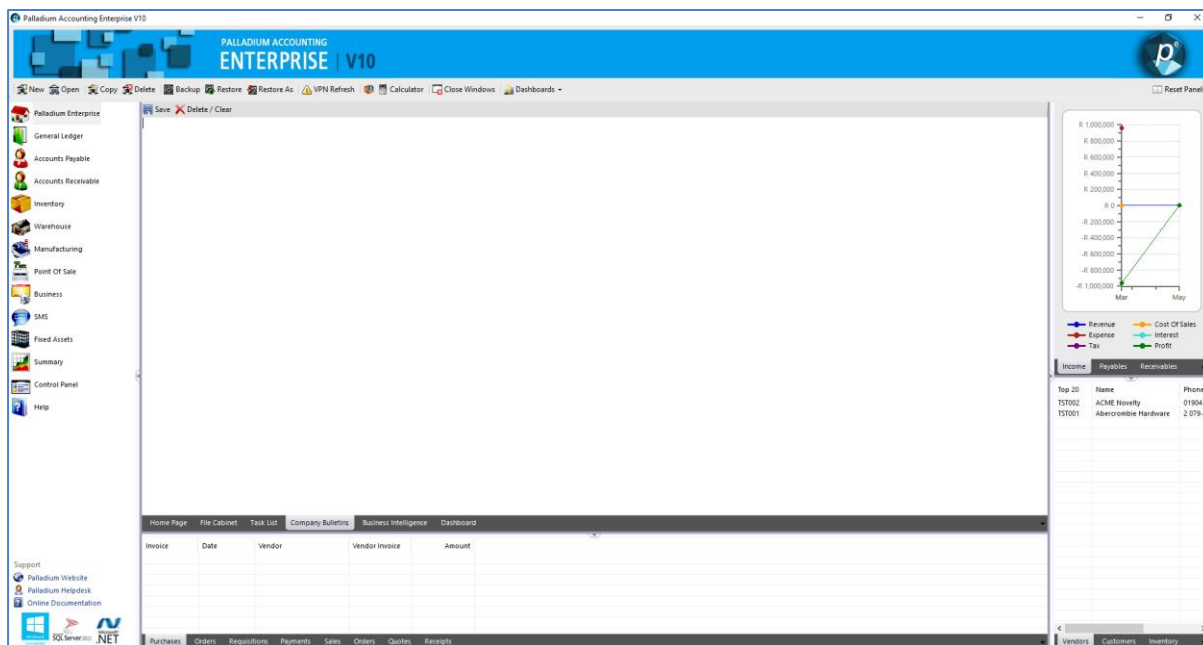 Palladium Accounting Enterprise V10
PALLADIUM ACCOUNTING
ENTERPRISE | V10
New Open Copy Delete Backup Restore Restore As VPN Refresh Calculator Close Windows Dashboards Reset Panels
Palladium Enterprise
General Ledger
Accounts Payable
Accounts Receivable
Inventory
Warehouse
Manufacturing
Point Of Sale
Business
SMS
Fixed Assets
Summary
Control Panel
Help
Support
Palladium Website
Palladium Helpdesk
Online Documentation
SQL Server
Microsoft
.NET
Save Delete / Clear
Home Page File Cabinet Task List Company Bulletins Business Intelligence Dashboard
Invoice Date Vendor Vendor Invoice Amount
Purchases Orders Requisitions Payments Sales Orders Quotes Receipts
R 1,000,000
R 800,000
R 600,000
R 400,000
R 200,000
R 0
-R 200,000
-R 400,000
-R 600,000
-R 800,000
-R 1,000,000
Mar May
Revenue Cost Of Sales
Expense Interest
Tax Profit
Income Payables Receivables
Top 20 Name Phone
TST002 ACME Novelty 01904
TST001 Abercrombie Hardware 2 079-
Vendors Customers Inventory